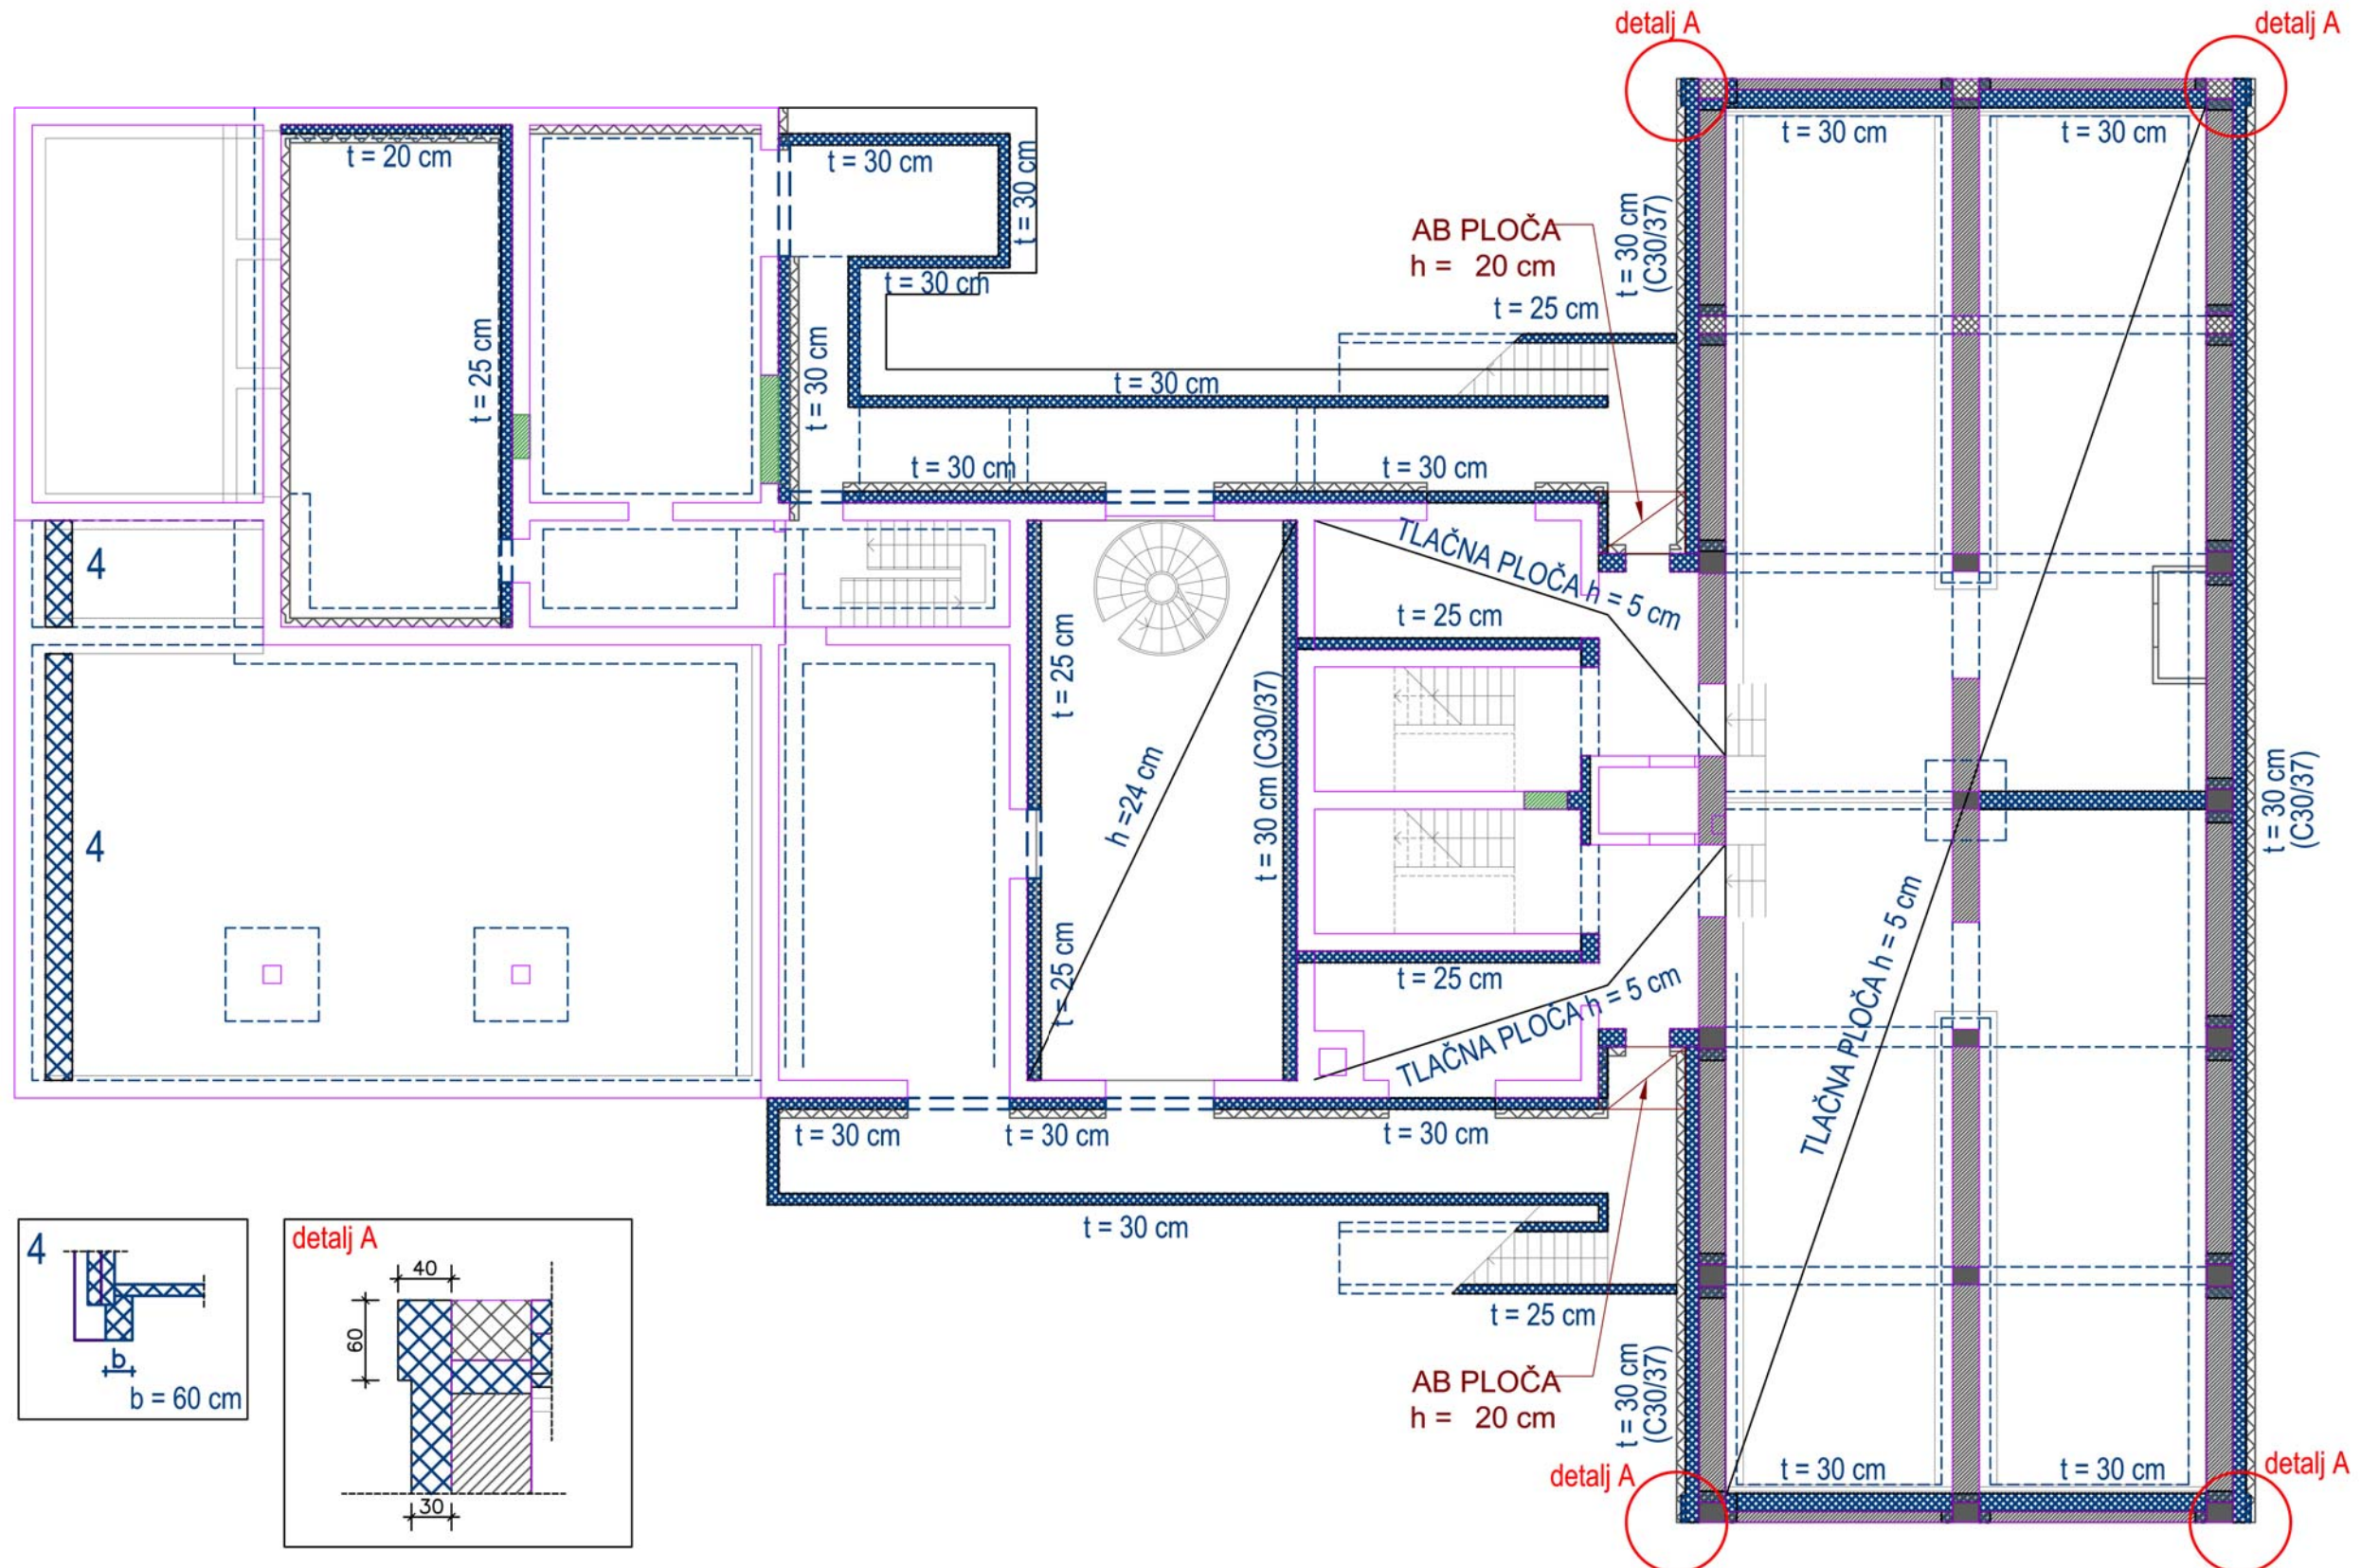 detalj A
detalj A
t = 20 cm
t = 30 cm
t = 30 cm
t = 30 cm
t = 30 cm
t = 30 cm
(C30/37)
AB PLOČA
h = 20 cm
t = 30 cm
t = 25 cm
t = 25 cm
t = 30 cm
t = 30 cm
t = 30 cm
t = 30 cm
4
TLAČNA PLOČA h = 5 cm
t = 25 cm
t = 25 cm
t = 30 cm (C30/37)
h =24 cm
4
t = 30 cm
(C30/37)
TLAČNA PLOČA h = 5 cm
t = 25 cm
t = 25 cm
TLAČNA PLOČA h = 5 cm
t = 30 cm
t = 30 cm
t = 30 cm
t = 30 cm
t = 25 cm
AB PLOČA
h = 20 cm
t = 30 cm
(C30/37)
t = 30 cm
t = 30 cm
detalj A
detalj A
4
b
b = 60 cm
detalj A
40
60
30